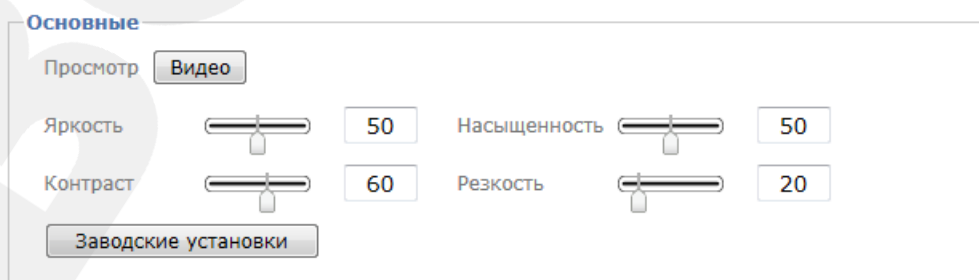 Основные
Просмотр Видео
Яркость 50 Насыщенность 50
Контраст 60 Резкость 20
Заводские установки